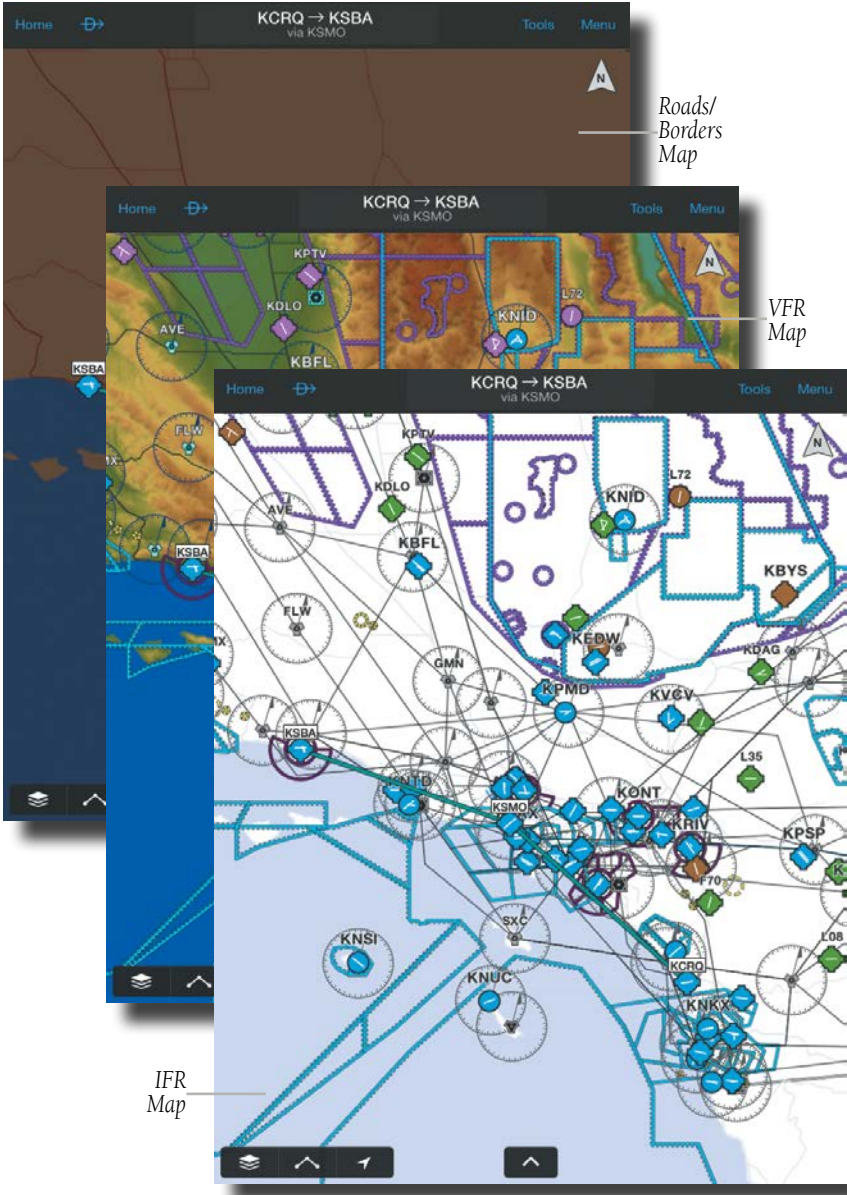 Home
KCRQ → KSBA
via KSMO
Tools
Menu
N
Roads/
Borders
Map
KSBA
Home
KCRQ → KSBA
via KSMO
Tools
Menu
N
KPTV
L72
KDLO
KNID
AVE
KBFL
VFR
Map
FLW
MX
KSBA
Home
KCRQ → KSBA
via KSMO
Tools
Menu
N
KPTV
L72
KDLO
KNID
AVE
KBFL
KBYS
FLW
KEDW
GMN
KDAG
KPMD
KVCV
KSBA
L35
KNTD
KONT
KSMO
KRIV
KPSP
F70
SXC
L08
KNSI
KCRQ
KNUC
KNKX
IFR
Map